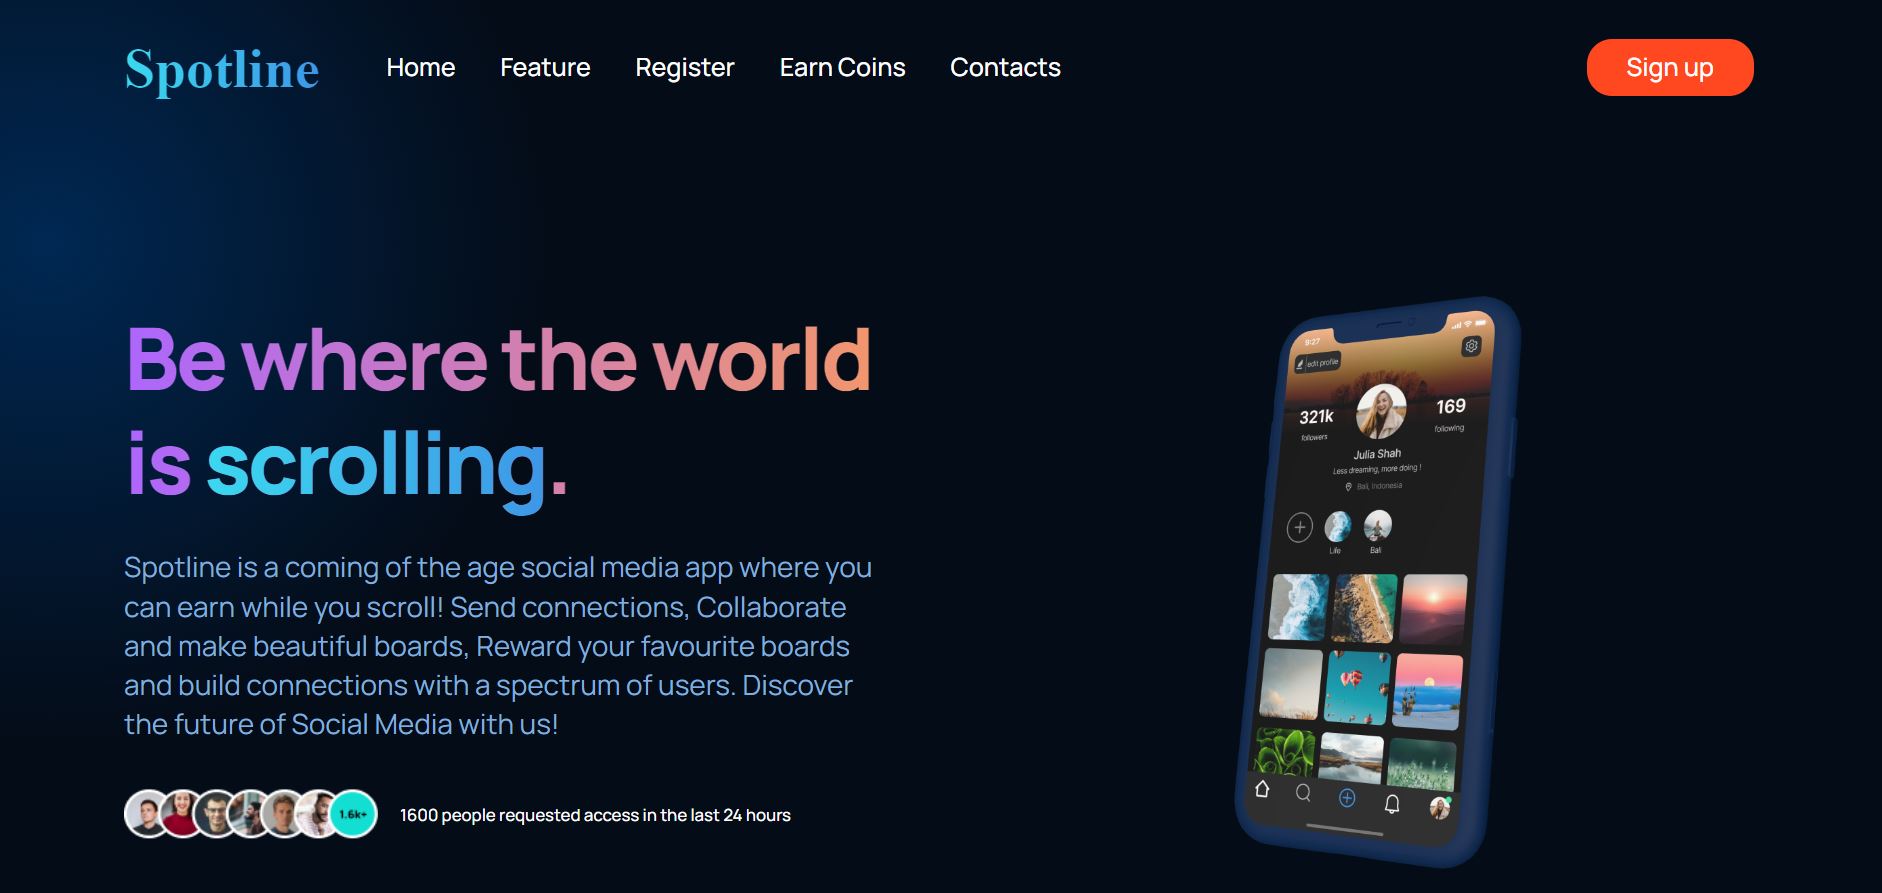 Spotline
Home
Feature
Register
Earn Coins
Contacts
Sign up
Be where the world
is scrolling.
Spotline is a coming of the age social media app where you
can earn while you scroll! Send connections, Collaborate
and make beautiful boards, Reward your favourite boards
and build connections with a spectrum of users. Discover
the future of Social Media with us!
1.6k+
1600 people requested access in the last 24 hours
9:27
edit profile
321k
followers
169
following
Julia Shah
Less dreaming, more doing !
Bali, Indonesia
Life
Bali